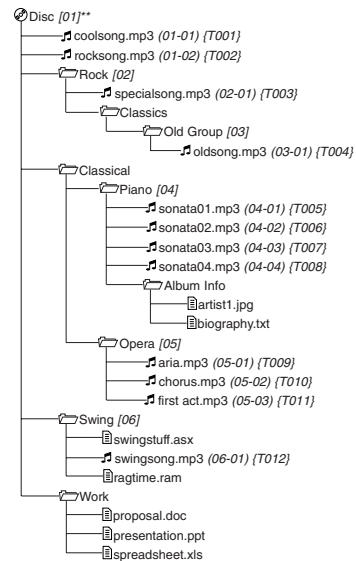 Disc [01]**
coolsong.mp3 (01-01) {T001}
rocksong.mp3 (01-02) {T002}
Rock [02]
specialsong.mp3 (02-01) {T003}
Classics
Old Group [03]
oldsong.mp3 (03-01) {T004}
Classical
Piano [04]
sonata01.mp3 (04-01) {T005}
sonata02.mp3 (04-02) {T006}
sonata03.mp3 (04-03) {T007}
sonata04.mp3 (04-04) {T008}
Album Info
artist1.jpg
biography.txt
Opera [05]
aria.mp3 (05-01) {T009}
chorus.mp3 (05-02) {T010}
first act.mp3 (05-03) {T011}
Swing [06]
swingstuff.asx
swingsong.mp3 (06-01) {T012}
ragtime.ram
Work
proposal.doc
presentation.ppt
spreadsheet.xls